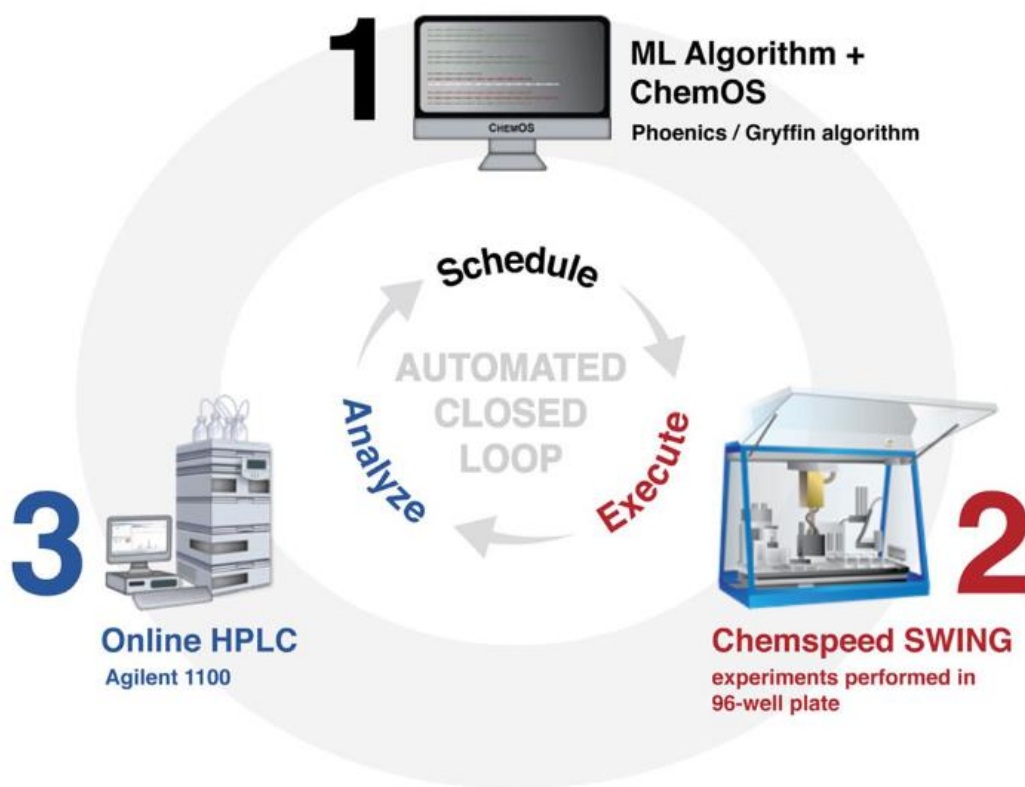 1
ML Algorithm +
ChemOS
Phoenics / Gryffin algorithm
CHEMOS
Schedule
AUTOMATED
CLOSED
LOOP
Execute
Analyze
2
Chemspeed SWING
experiments performed in
96-well plate
3
Online HPLC
Agilent 1100